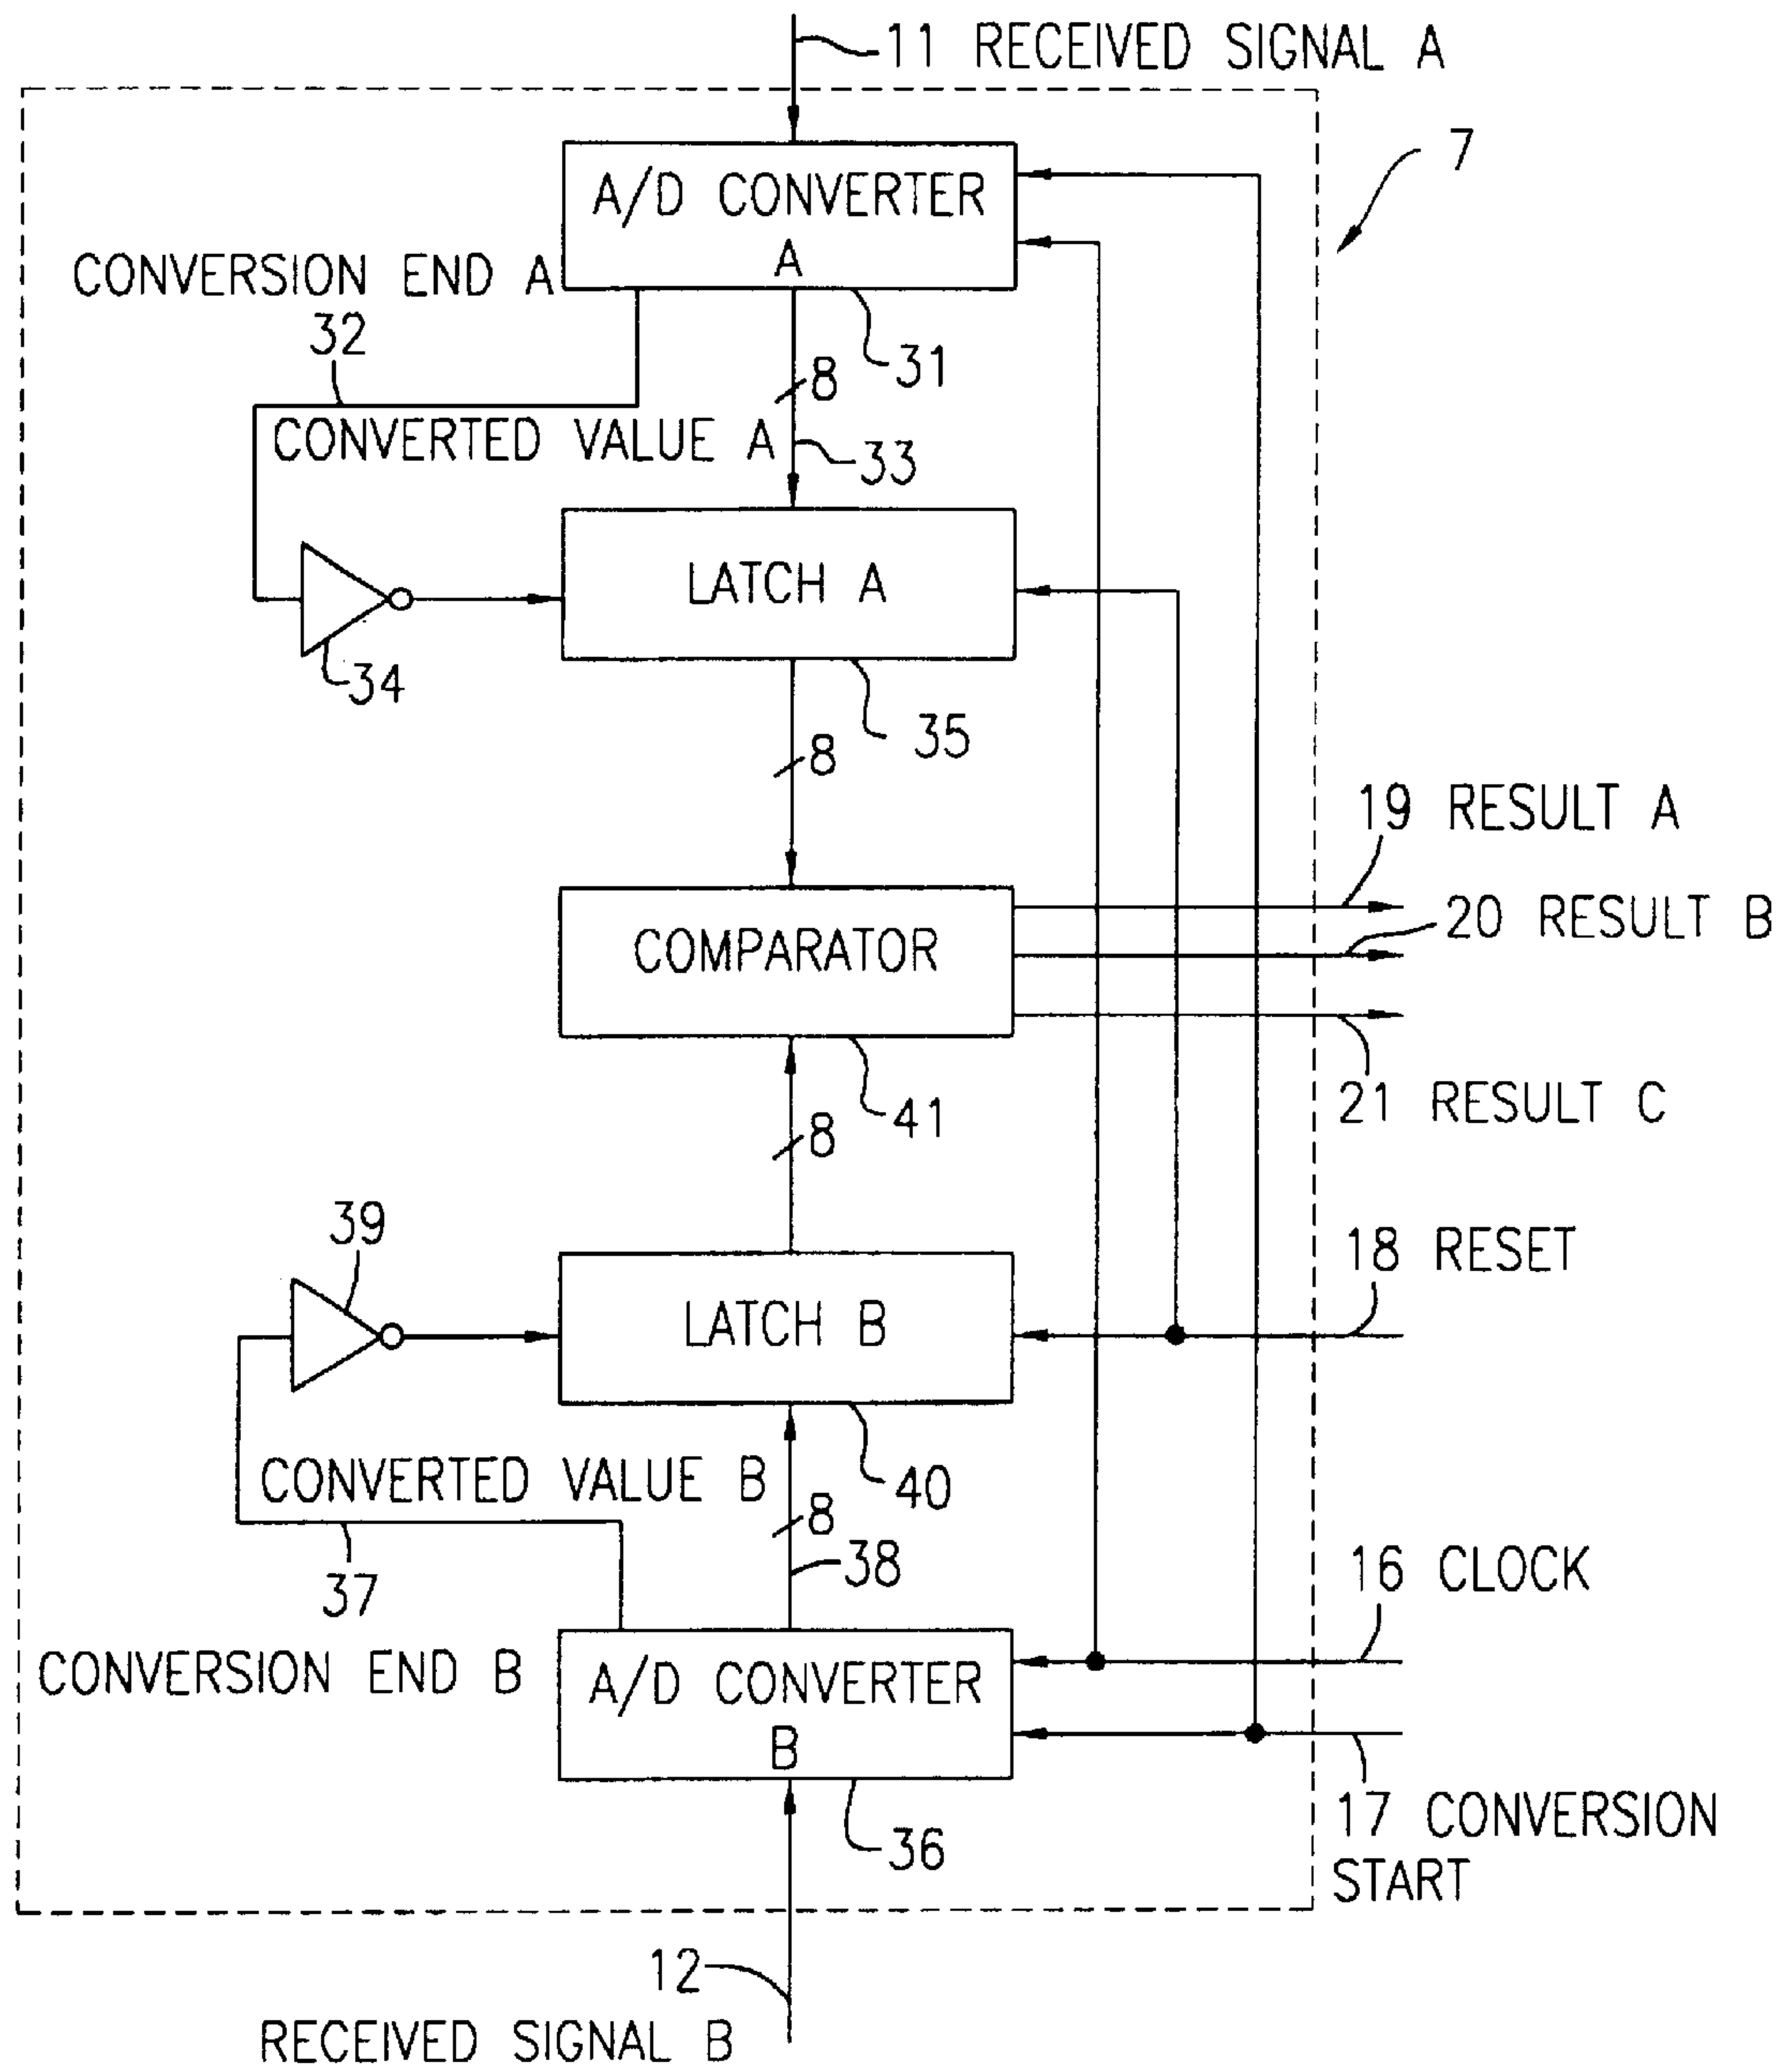 11 RECEIVED SIGNAL A
7
A/D CONVERTER
A
CONVERSION END A
32
31
8
CONVERTED VALUE A
33
LATCH A
34
35
8
19 RESULT A
20 RESULT B
COMPARATOR
21 RESULT C
41
8
39
18 RESET
LATCH B
CONVERTED VALUE B
40
8
38
37
16 CLOCK
CONVERSION END B
A/D CONVERTER
B
17 CONVERSION
START
36
12
RECEIVED SIGNAL B